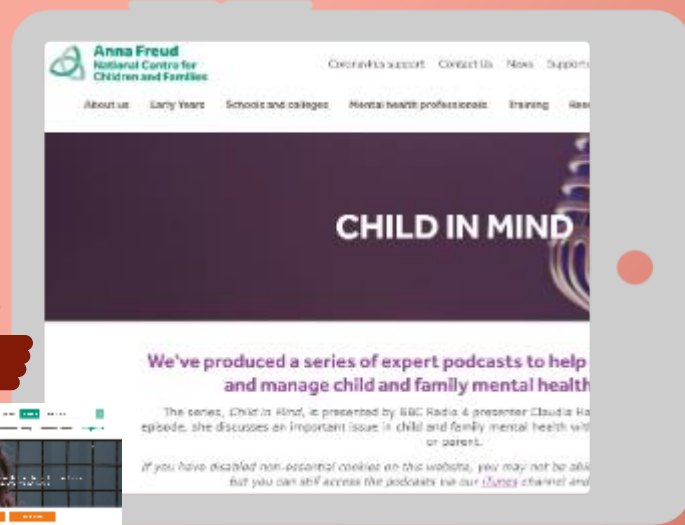 Anna Freud
National Centre for
Children and Families
Coronavirus support Contact Us News
About us Early Years Schools and colleges Mental health professionals Training
CHILD IN MIND
We've produced a series of expert podcasts to help
and manage child and family mental health
The series, Child in Mind, is presented by BBC Radio 4 presenter Claudia
episode, she discusses an important issue in child and family mental health
or parent.
If you have disabled non-essential cookies on this website, you may not be
but you can still access the podcasts via our iTunes channel and